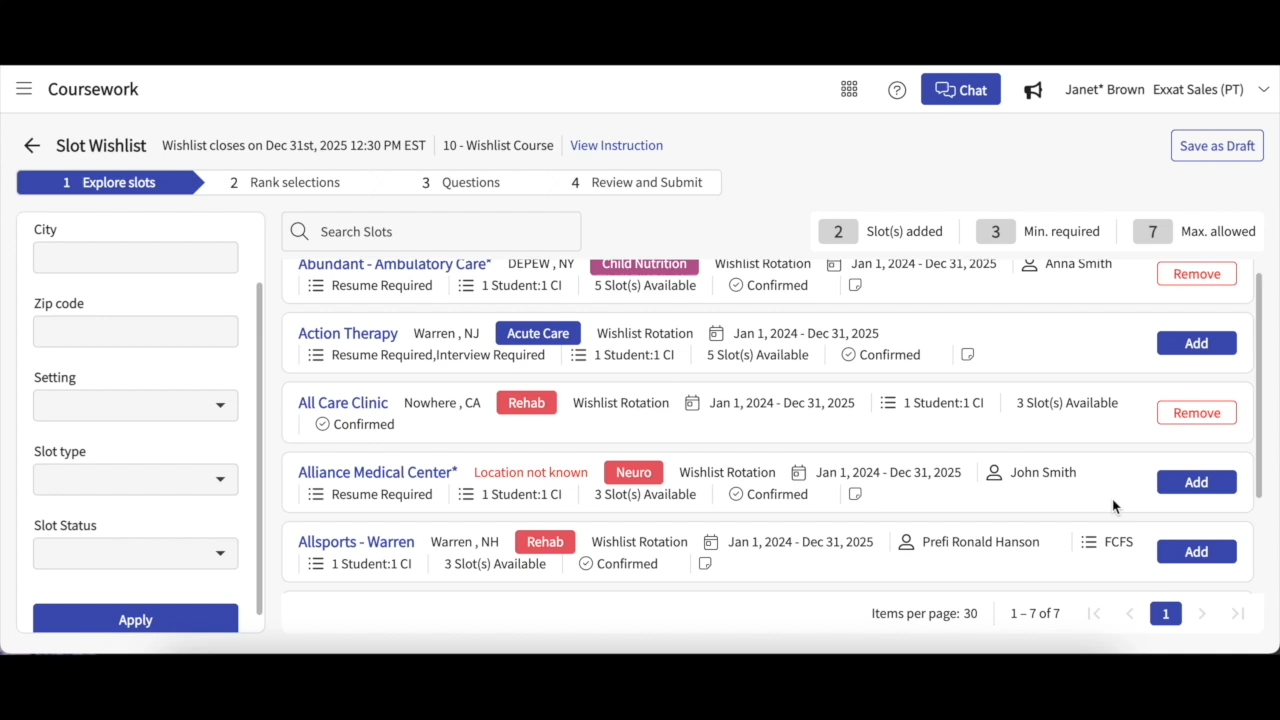 Coursework
Chat
Janet* Brown Exxat Sales (PT)
Slot Wishlist Wishlist closes on Dec 31st, 2025 12:30 PM EST 10 - Wishlist Course View Instruction
Save as Draft
1 Explore slots 2 Rank selections 3 Questions 4 Review and Submit
City
Zip code
Setting
Slot type
Slot Status
Apply
Search Slots
2 Slot(s) added 3 Min. required 7 Max. allowed
Abundant - Ambulatory Care* DEPEW , NY Child Nutrition Wishlist Rotation Jan 1, 2024 - Dec 31, 2025 Anna Smith
Resume Required 1 Student:1 CI 5 Slot(s) Available Confirmed
Remove
Action Therapy Warren , NJ Acute Care Wishlist Rotation Jan 1, 2024 - Dec 31, 2025
Resume Required,Interview Required 1 Student:1 CI 5 Slot(s) Available Confirmed
Add
All Care Clinic Nowhere , CA Rehab Wishlist Rotation Jan 1, 2024 - Dec 31, 2025 1 Student:1 CI 3 Slot(s) Available
Confirmed
Remove
Alliance Medical Center* Location not known Neuro Wishlist Rotation Jan 1, 2024 - Dec 31, 2025 John Smith
Resume Required 1 Student:1 CI 3 Slot(s) Available Confirmed
Add
Allsports - Warren Warren , NH Rehab Wishlist Rotation Jan 1, 2024 - Dec 31, 2025 Prefi Ronald Hanson FCFS
1 Student:1 CI 3 Slot(s) Available Confirmed
Add
Items per page: 30 1 – 7 of 7 1